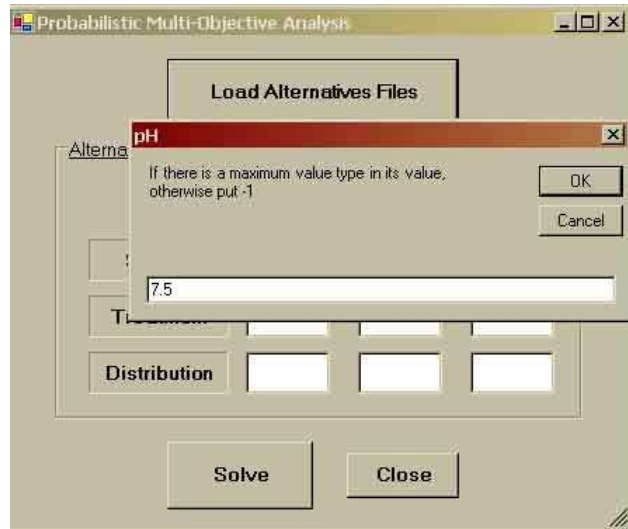 Probabilistic Multi-Objective Analysis
Load Alternatives Files
pH
Alterna
If there is a maximum value type in its value,
otherwise put -1
OK
Cancel
7.5
Distribution
Solve
Close